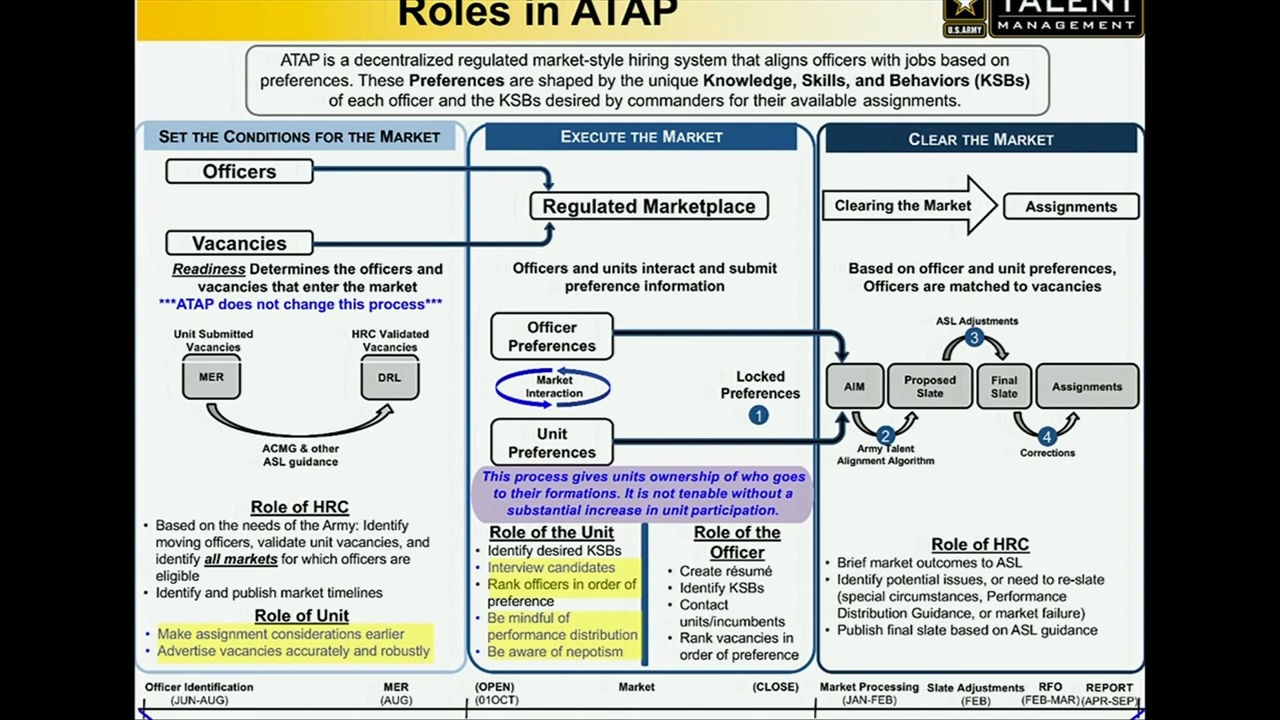 Roles in ATAP
U.S.ARMY
TALENT
MANAGEMENT
ATAP is a decentralized regulated market-style hiring system that aligns officers with jobs based on
preferences. These Preferences are shaped by the unique Knowledge, Skills, and Behaviors (KSBs)
of each officer and the KSBs desired by commanders for their available assignments.
SET THE CONDITIONS FOR THE MARKET
Officers
Vacancies
Readiness Determines the officers and
vacancies that enter the market
***ATAP does not change this process***
Unit Submitted
Vacancies
HRC Validated
Vacancies
MER
DRL
ACMG & other
ASL guidance
Role of HRC
• Based on the needs of the Army: Identify
moving officers, validate unit vacancies, and
identify all markets for which officers are
eligible
• Identify and publish market timelines
Role of Unit
• Make assignment considerations earlier
• Advertise vacancies accurately and robustly
EXECUTE THE MARKET
Regulated Marketplace
Officers and units interact and submit
preference information
Officer
Preferences
Market
Interaction
Unit
Preferences
Locked
Preferences
1
This process gives units ownership of who goes
to their formations. It is not tenable without a
substantial increase in unit participation.
Role of the Unit
• Identify desired KSBs
• Interview candidates
• Rank officers in order of
preference
• Be mindful of
performance distribution
• Be aware of nepotism
Role of the
Officer
• Create résumé
• Identify KSBs
• Contact
units/incumbents
• Rank vacancies in
order of preference
CLEAR THE MARKET
Clearing the Market
Assignments
Based on officer and unit preferences,
Officers are matched to vacancies
ASL Adjustments
3
AIM
Proposed
Slate
Final
Slate
Assignments
2
Army Talent
Alignment Algorithm
4
Corrections
Role of HRC
• Brief market outcomes to ASL
• Identify potential issues, or need to re-slate
(special circumstances, Performance
Distribution Guidance, or market failure)
• Publish final slate based on ASL guidance
Officer Identification
(JUN-AUG)
MER
(AUG)
(OPEN)
(01OCT)
Market
(CLOSE)
Market Processing
(JAN-FEB)
Slate Adjustments
(FEB)
RFO
(FEB-MAR)
REPORT
(APR-SEP)